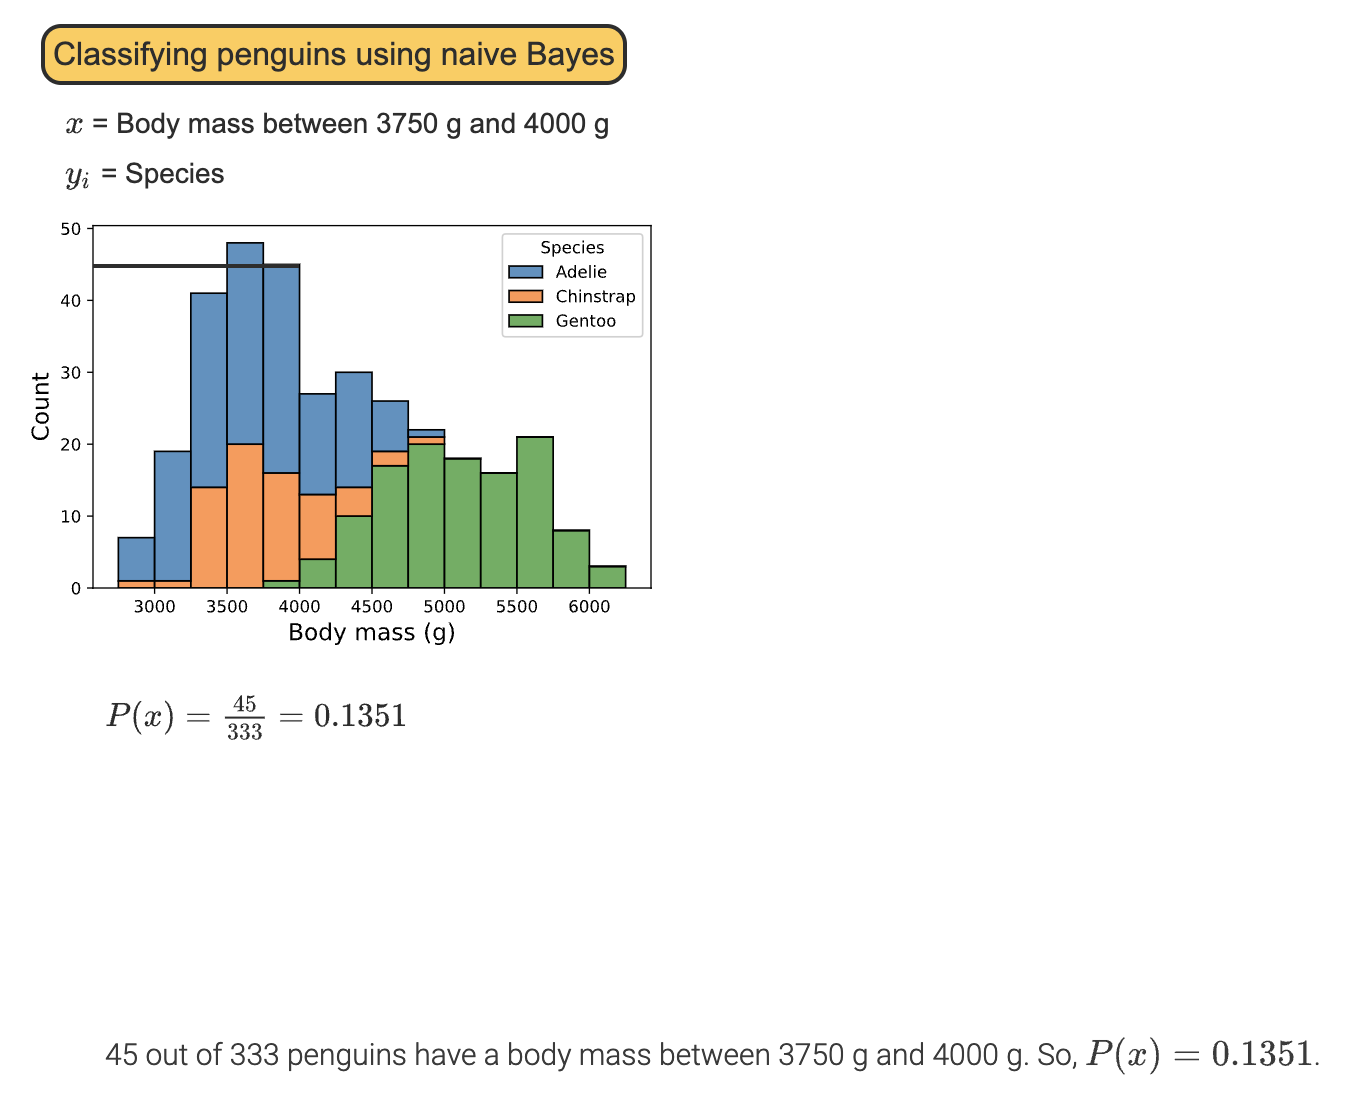 Classifying penguins using naive Bayes
x = Body mass between 3750 g and 4000 g
y_i = Species
50
40
30
20
10
0
Count
Species
Adelie
Chinstrap
Gentoo
3000 3500 4000 4500 5000 5500 6000
Body mass (g)
P(x) = 45/333 = 0.1351
45 out of 333 penguins have a body mass between 3750 g and 4000 g. So, P(x) = 0.1351.